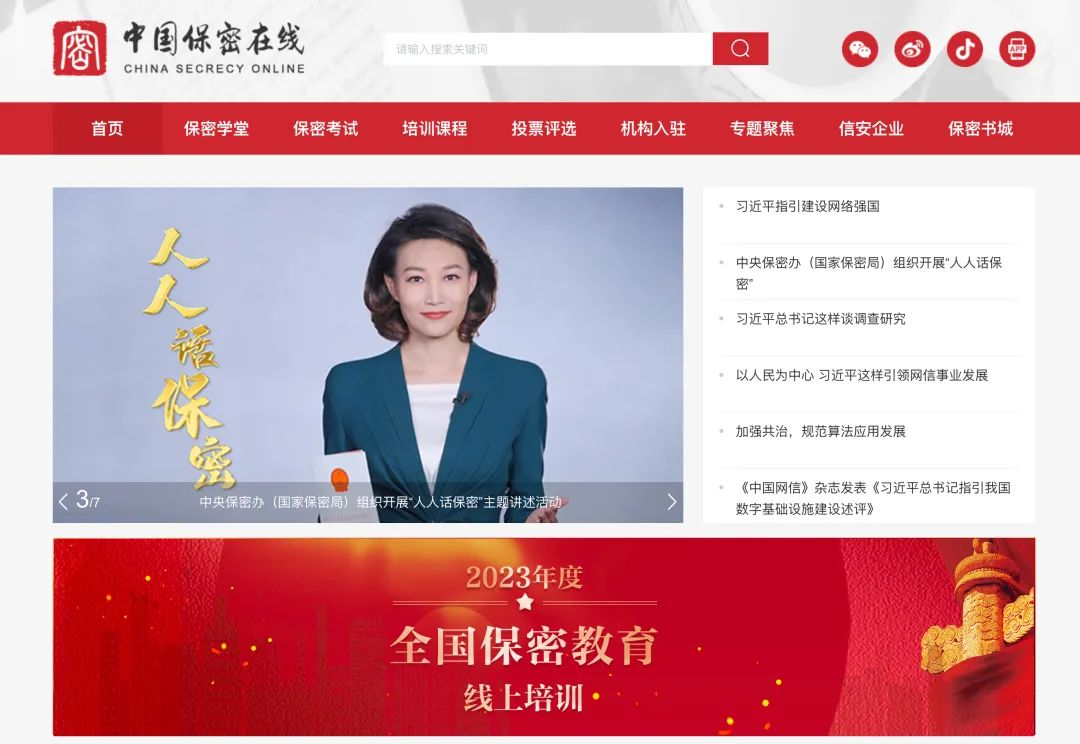 密
中国保密在线
CHINA SECRECY ONLINE
请输入搜索关键词
APP
首页 保密学堂 保密考试 培训课程 投票评选 机构入驻 专题聚焦 信安企业 保密书城
人人话保密
3/7
中央保密办（国家保密局）组织开展“人人话保密”主题讲述活动
习近平指引建设网络强国
中央保密办（国家保密局）组织开展“人人话保
密”
习近平总书记这样谈调查研究
以人民为中心 习近平这样引领网信事业发展
加强共治，规范算法应用发展
《中国网信》杂志发表《习近平总书记指引我国
数字基础设施建设述评》
2023年度
全国保密教育
线上培训